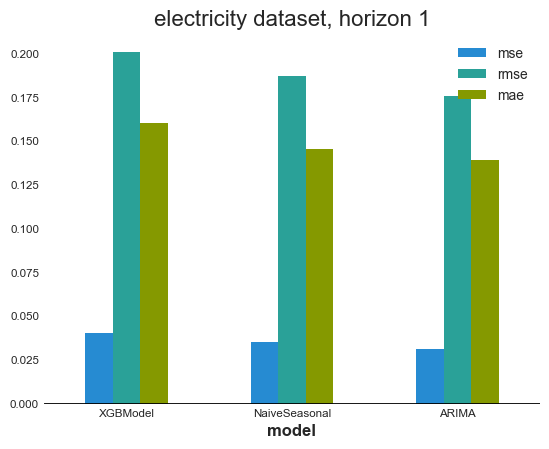 electricity dataset, horizon 1
mse
rmse
mae
0.200
0.175
0.150
0.125
0.100
0.075
0.050
0.025
0.000
XGBModel NaiveSeasonal ARIMA
model